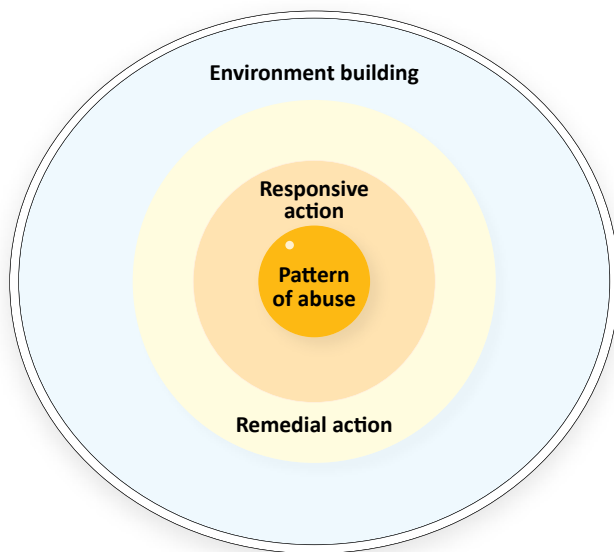 Environment building
Responsive
action
Pattern
of abuse
Remedial action